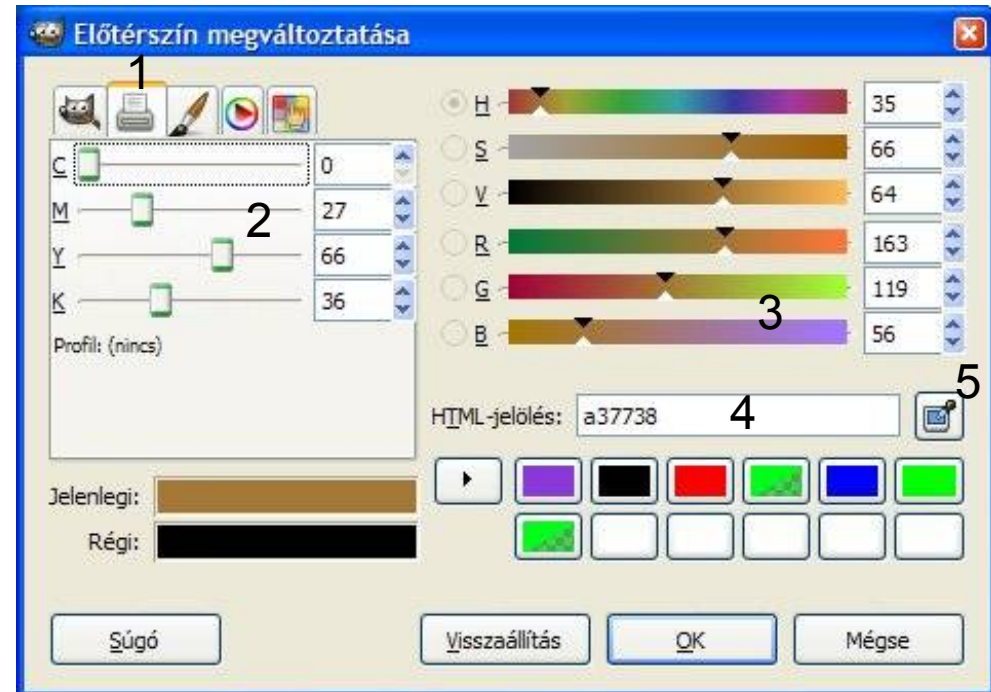 Előtérszín megváltoztatása
1
C 0
M 27
2
Y 66
K 36
Profil: (nincs)
H 35
S 66
V 64
R 163
G 119
3
B 56
5
HTML-jelölés: a37738
4
Jelenlegi:
Régi:
Súgó
Visszaállítás
OK
Mégse